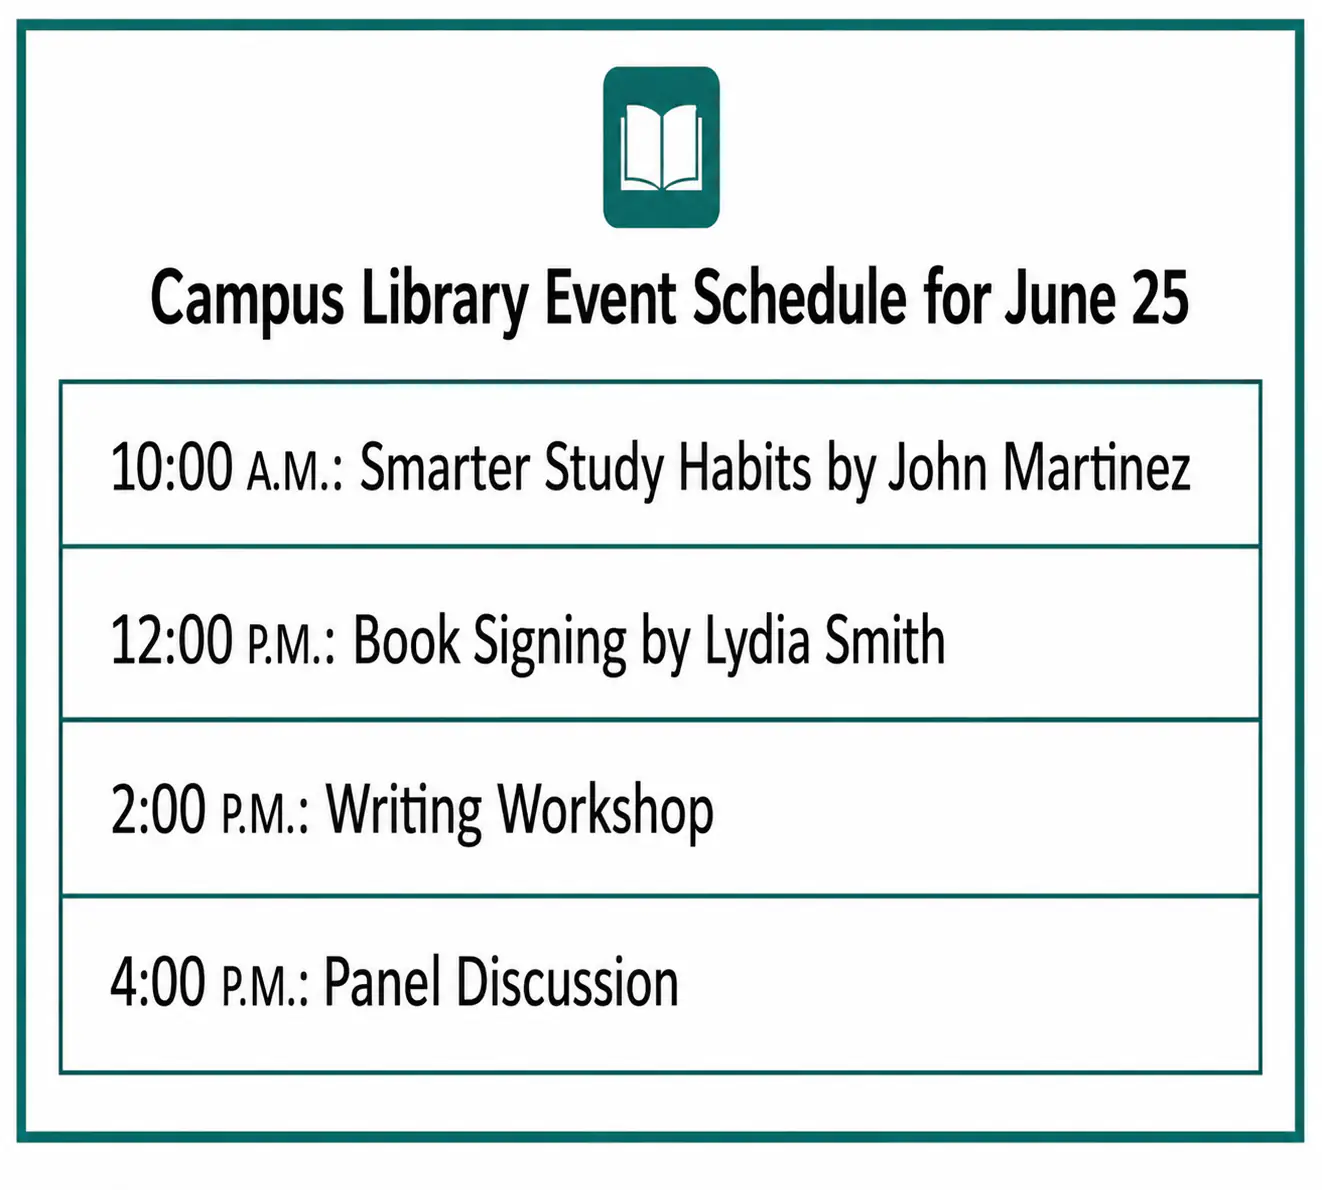 Campus Library Event Schedule for June 25
10:00 A.M.: Smarter Study Habits by John Martinez
12:00 P.M.: Book Signing by Lydia Smith
2:00 P.M.: Writing Workshop
4:00 P.M.: Panel Discussion